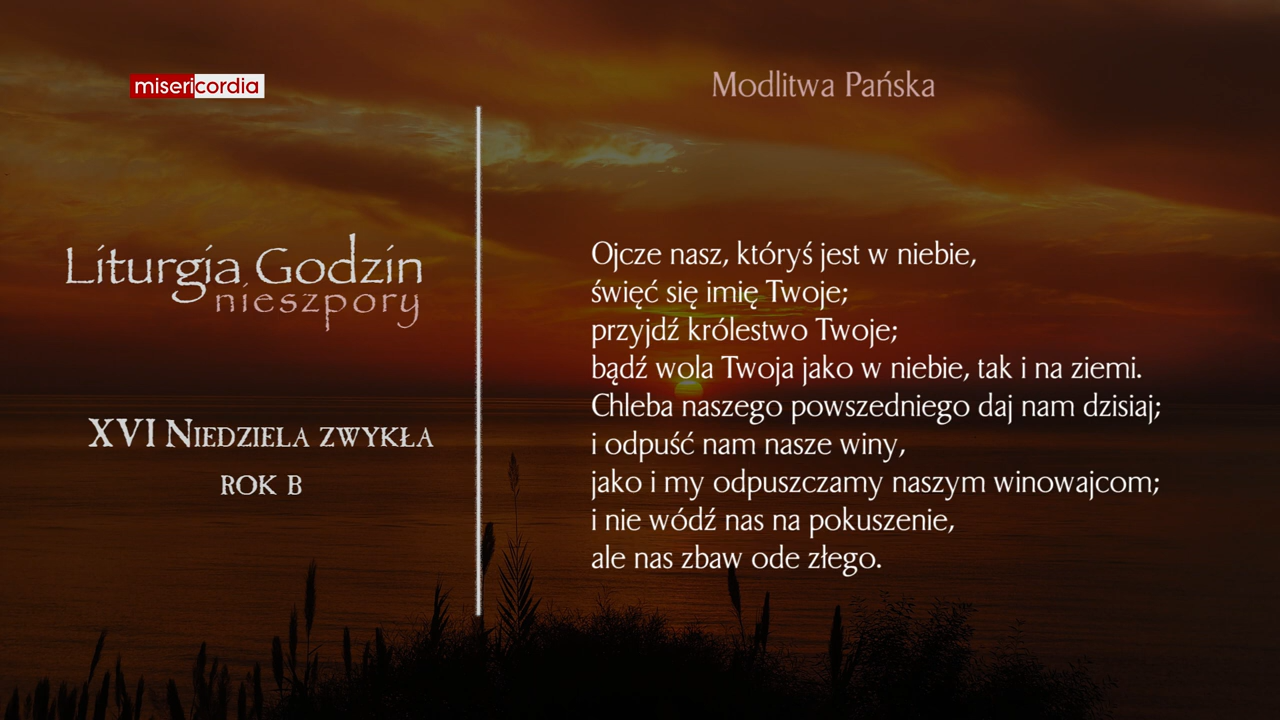 misericordia
Liturgia Godzin
nieszpory
XVI Niedziela zwykła
rok B
Modlitwa Pańska
Ojcze nasz, któryś jest w niebie,
święć się imię Twoje;
przyjdź królestwo Twoje;
bądź wola Twoja jako w niebie, tak i na ziemi.
Chleba naszego powszedniego daj nam dzisiaj;
i odpuść nam nasze winy,
jako i my odpuszczamy naszym winowajcom;
i nie wódź nas na pokuszenie,
ale nas zbaw ode złego.